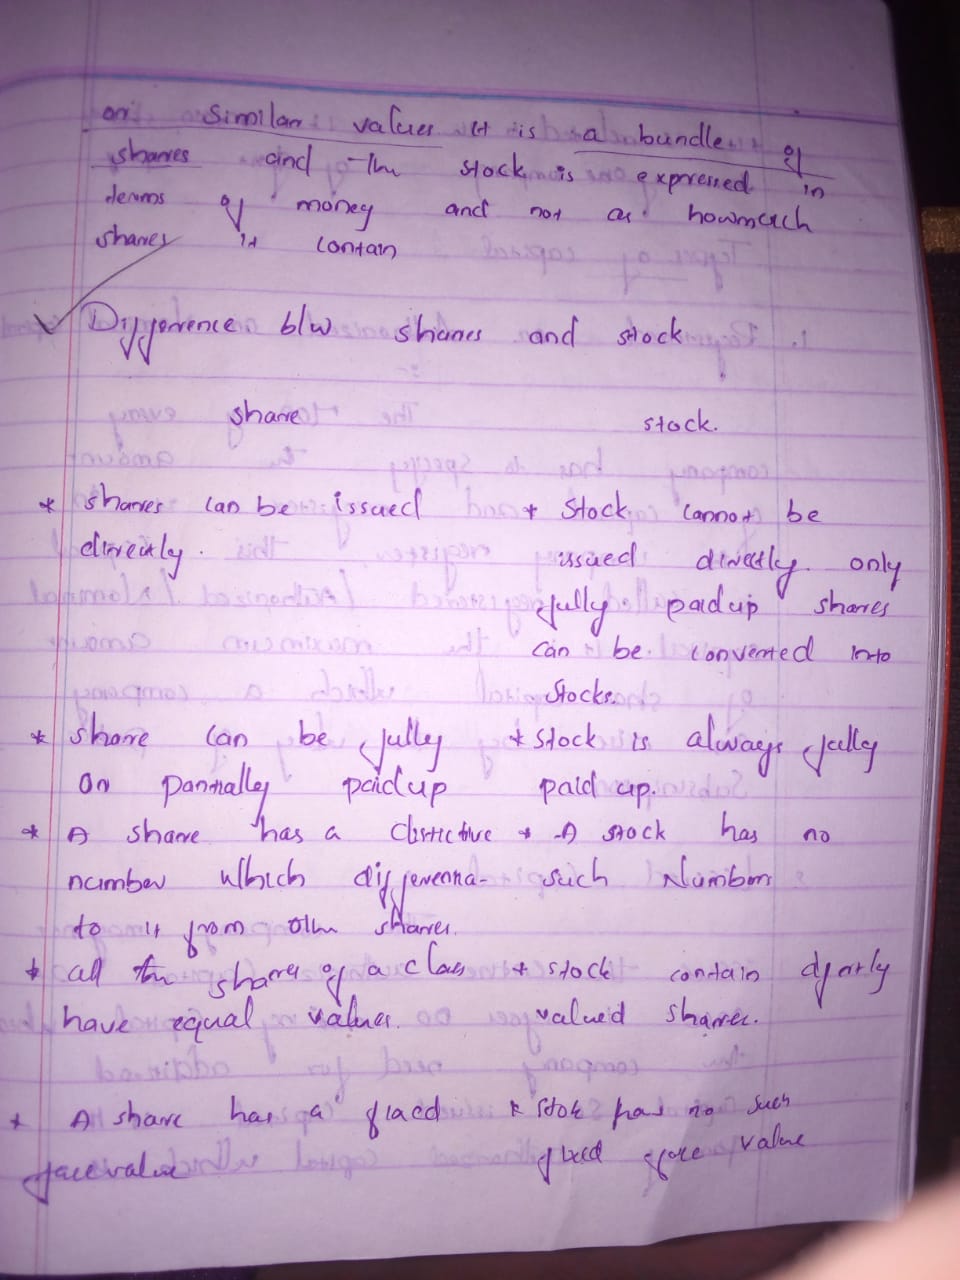 or similar values it is a bundle of
shares and the stock is expressed in
terms of money and not as howmuch
shares it contain
Difference b/w shares and stock
share stock.
* shares can be issued * Stock cannot be
directly. issued directly. only
fully paidup shares
can be converted into
stocks.
* share can be fully * stock is always fully
or partially paidup paid up.
* A share has a distictive * A stock has no
number which differentia- such Number
to it from other shares.
* all the shares of a class * stock contain
have equal values. valued shares.
* A share has a fixed * stok has no such
facevalue fixed face value